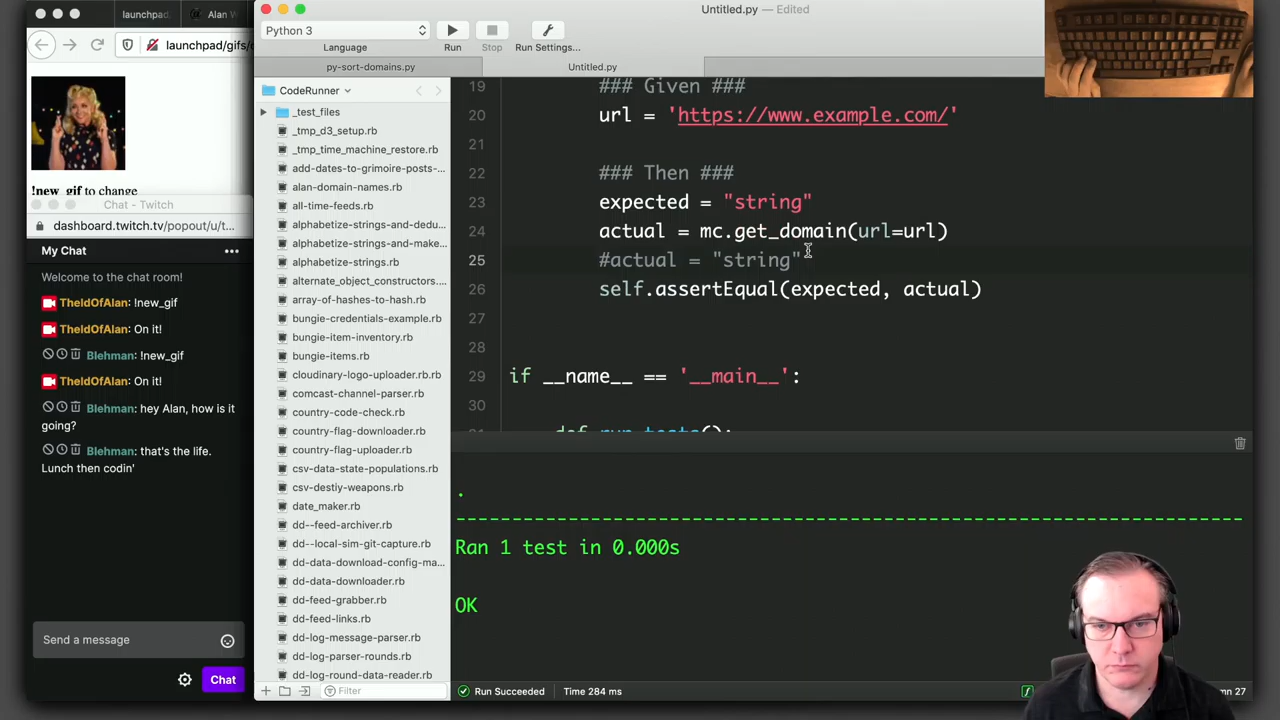 launchpad
Alan W
launchpad/gifs/
!new_gif to change
Chat - Twitch
dashboard.twitch.tv/popout/u/t...
My Chat
Welcome to the chat room!
TheIdOfAlan: !new_gif
TheIdOfAlan: On it!
Blehman: !new_gif
TheIdOfAlan: On it!
Blehman: hey Alan, how is it
going?
Blehman: that's the life.
Lunch then codin'
Send a message
Chat
Untitled.py — Edited
Python 3
Language
Run
Stop
Run Settings...
py-sort-domains.py
Untitled.py
CodeRunner
_test_files
_tmp_d3_setup.rb
_tmp_time_machine_restore.rb
add-dates-to-grimoire-posts-...
alan-domain-names.rb
all-time-feeds.rb
alphabetize-strings-and-dedu...
alphabetize-strings-and-make...
alphabetize-strings.rb
alternate_object_constructors....
array-of-hashes-to-hash.rb
bungie-credentials-example.rb
bungie-item-inventory.rb
bungie-items.rb
cloudinary-logo-uploader.rb.rb
comcast-channel-parser.rb
country-code-check.rb
country-flag-downloader.rb
country-flag-uploader.rb
csv-data-state-populations.rb
csv-destiy-weapons.rb
date_maker.rb
dd--feed-archiver.rb
dd--local-sim-git-capture.rb
dd-data-download-config-ma...
dd-data-downloader.rb
dd-feed-grabber.rb
dd-feed-links.rb
dd-log-message-parser.rb
dd-log-parser-rounds.rb
dd-log-round-data-reader.rb
Filter
19 ### Given ###
20 url = 'https://www.example.com/'
21
22 ### Then ###
23 expected = "string"
24 actual = mc.get_domain(url=url)
25 #actual = "string"
26 self.assertEqual(expected, actual)
27
28
29 if __name__ == '__main__':
30
def run_tests():
.
----------------------------------------------------------------------
Ran 1 test in 0.000s
OK
Run Succeeded
Time 284 ms
mn 27